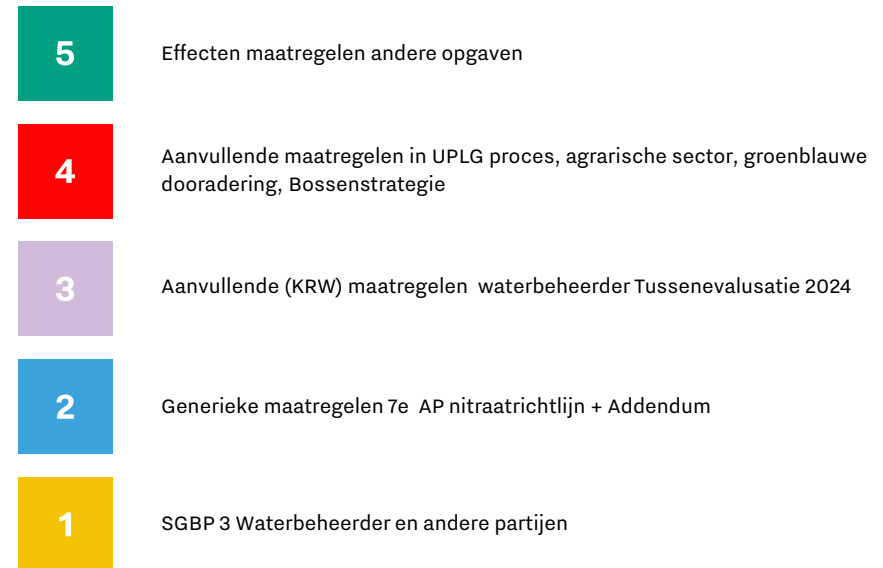 5
Effecten maatregelen andere opgaven
4
Aanvullende maatregelen in UPLG proces, agrarische sector, groenblauwe
dooradering, Bossenstrategie
3
Aanvullende (KRW) maatregelen waterbeheerder Tussenevalusatie 2024
2
Generieke maatregelen 7e AP nitraatrichtlijn + Addendum
1
SGBP 3 Waterbeheerder en andere partijen